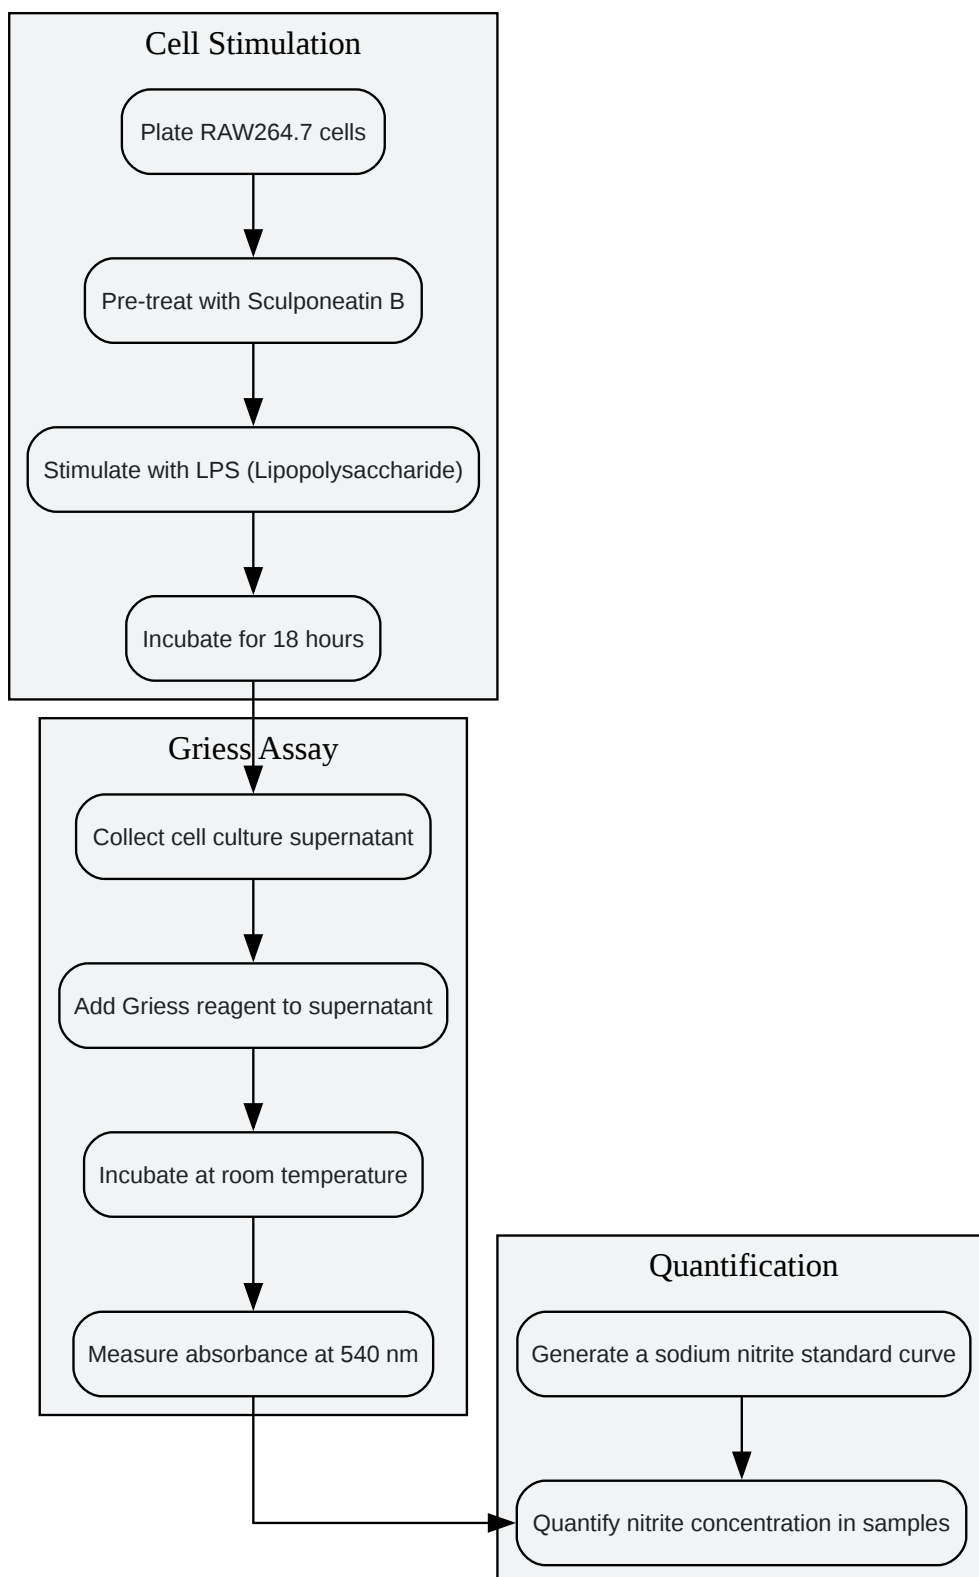 Cell Stimulation
Plate RAW264.7 cells
Pre-treat with Sculponeatin B
Stimulate with LPS (Lipopolysaccharide)
Incubate for 18 hours
Griess Assay
Collect cell culture supernatant
Add Griess reagent to supernatant
Incubate at room temperature
Measure absorbance at 540 nm
Quantification
Generate a sodium nitrite standard curve
Quantify nitrite concentration in samples